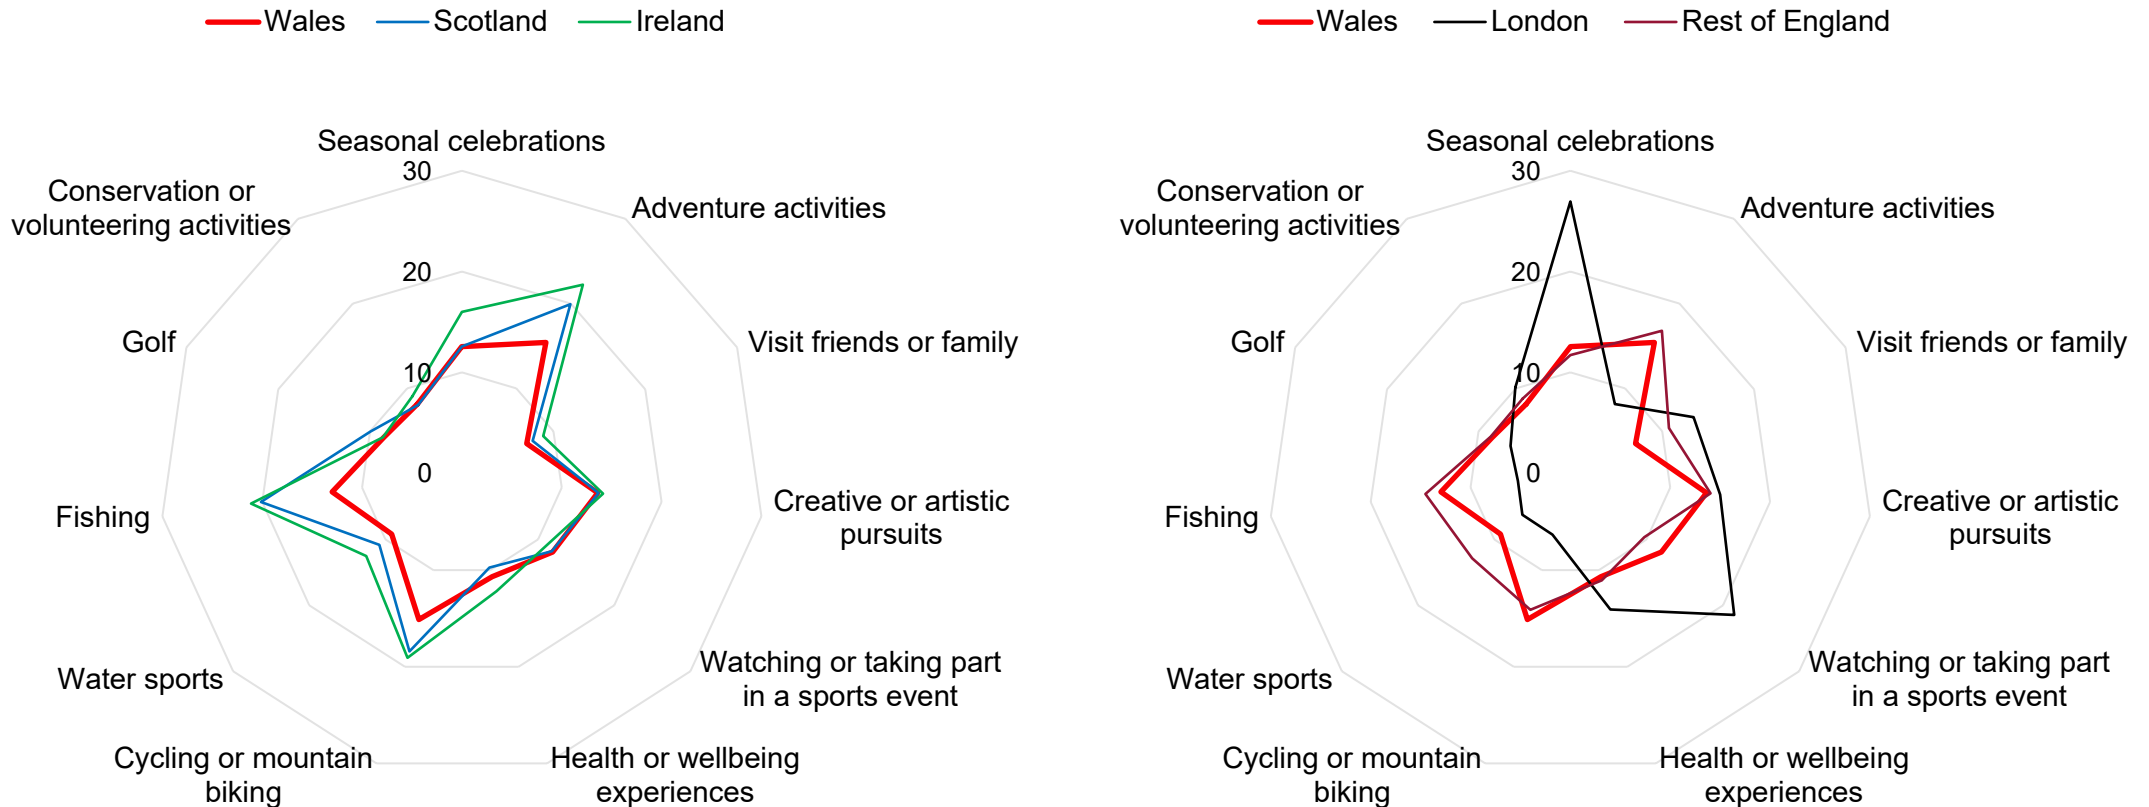 Wales Scotland Ireland
Seasonal celebrations
30
Conservation or
volunteering activities
Adventure activities
20
Golf
Visit friends or family
10
0
Fishing
Creative or artistic
pursuits
Water sports
Watching or taking part
in a sports event
Cycling or mountain
biking
Health or wellbeing
experiences
Wales London Rest of England
Seasonal celebrations
30
Conservation or
volunteering activities
Adventure activities
20
Golf
Visit friends or family
10
0
Fishing
Creative or artistic
pursuits
Water sports
Watching or taking part
in a sports event
Cycling or mountain
biking
Health or wellbeing
experiences